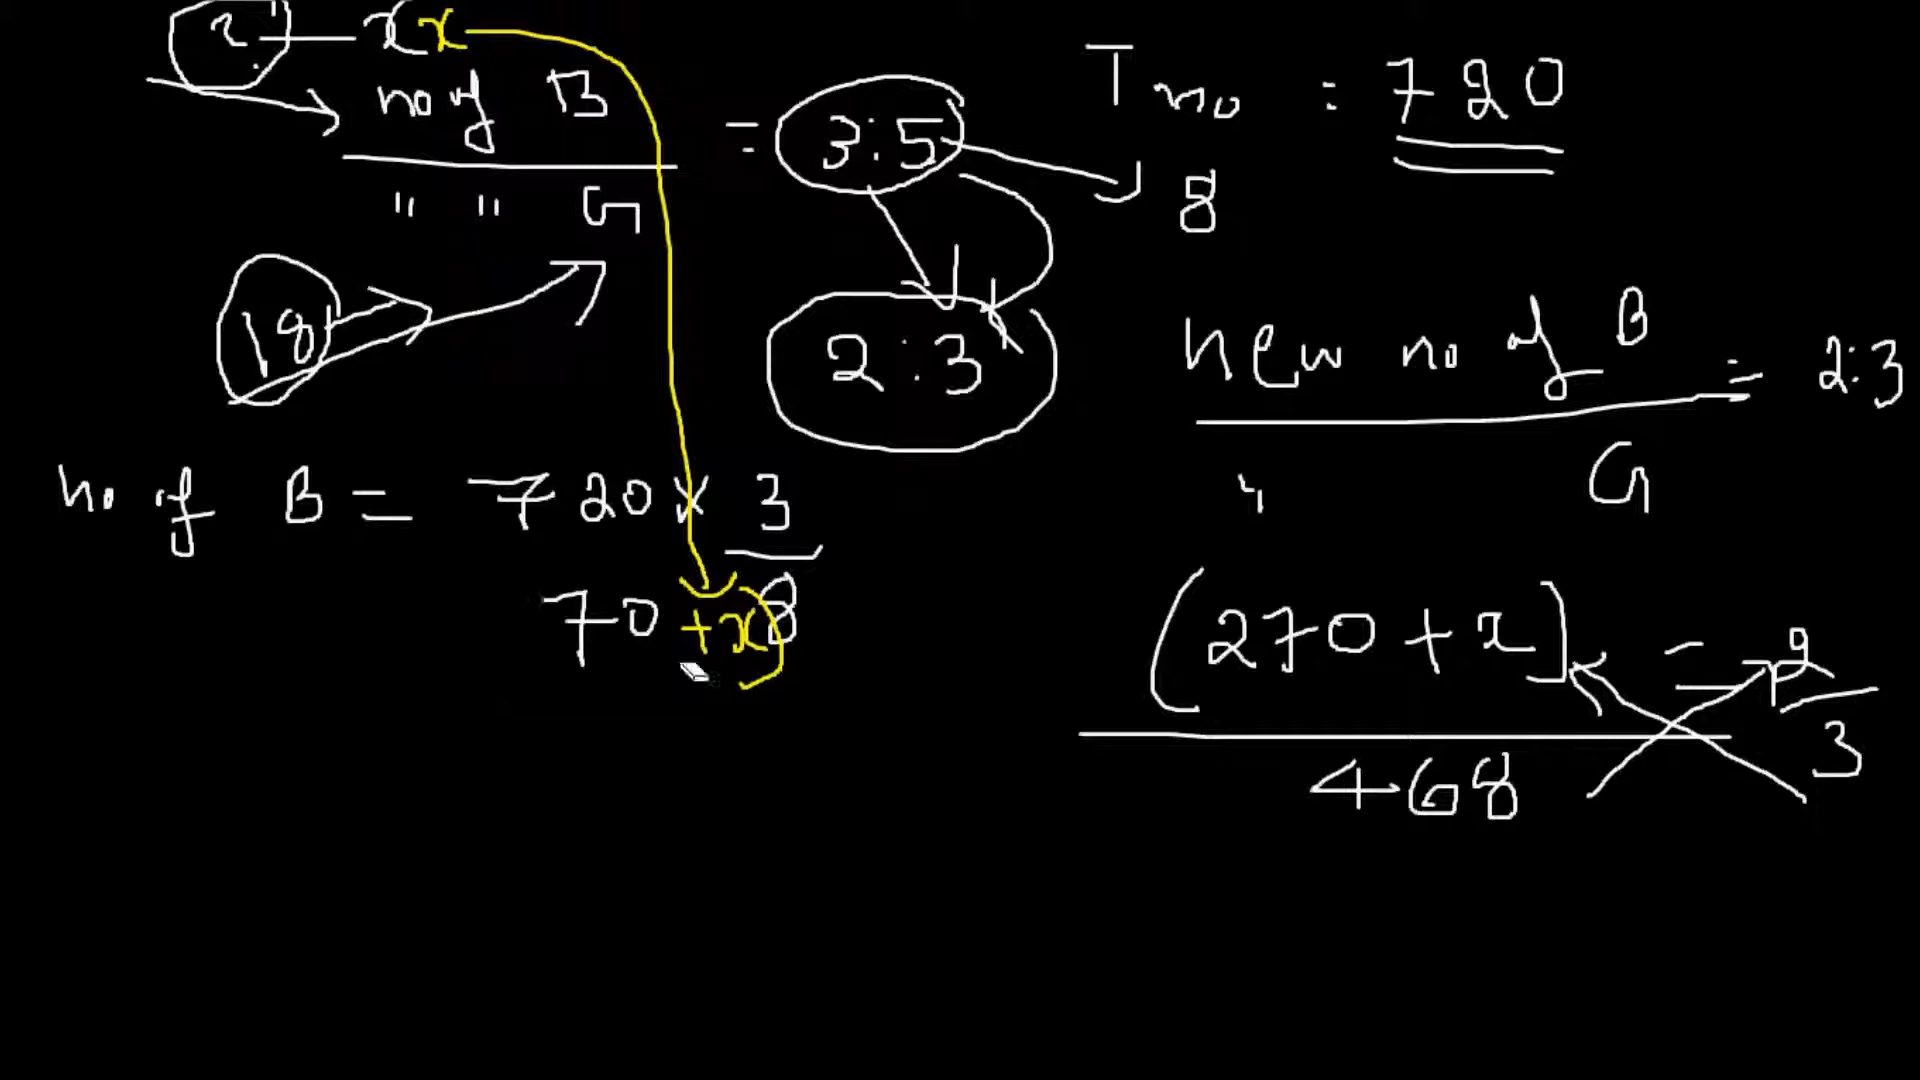 ? x x
no of B
" " G
= 3:5
T no : 720
8
18
2:3
new no of B = 2:3
" G
no of B = 720 x 3
8
70 + x
(270 + x) = 2
468 3